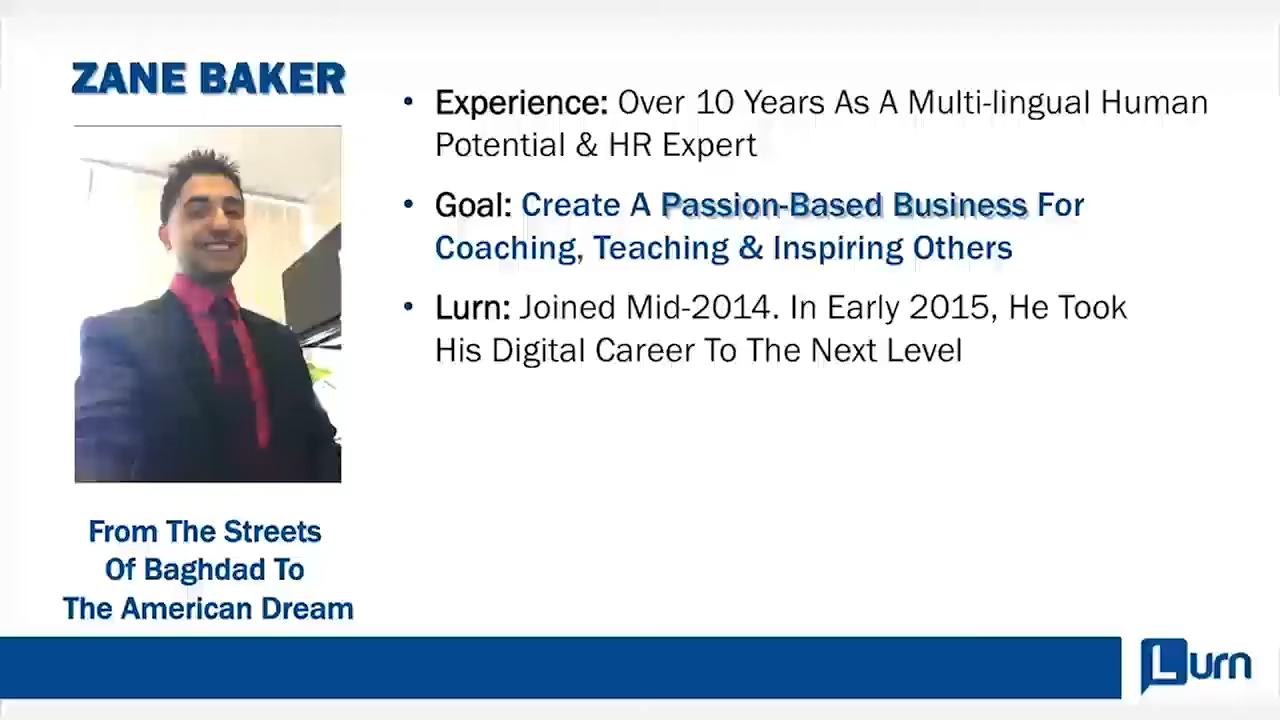 ZANE BAKER
From The Streets
Of Baghdad To
The American Dream
• Experience: Over 10 Years As A Multi-lingual Human
Potential & HR Expert
• Goal: Create A Passion-Based Business For
Coaching, Teaching & Inspiring Others
• Lurn: Joined Mid-2014. In Early 2015, He Took
His Digital Career To The Next Level
Lurn